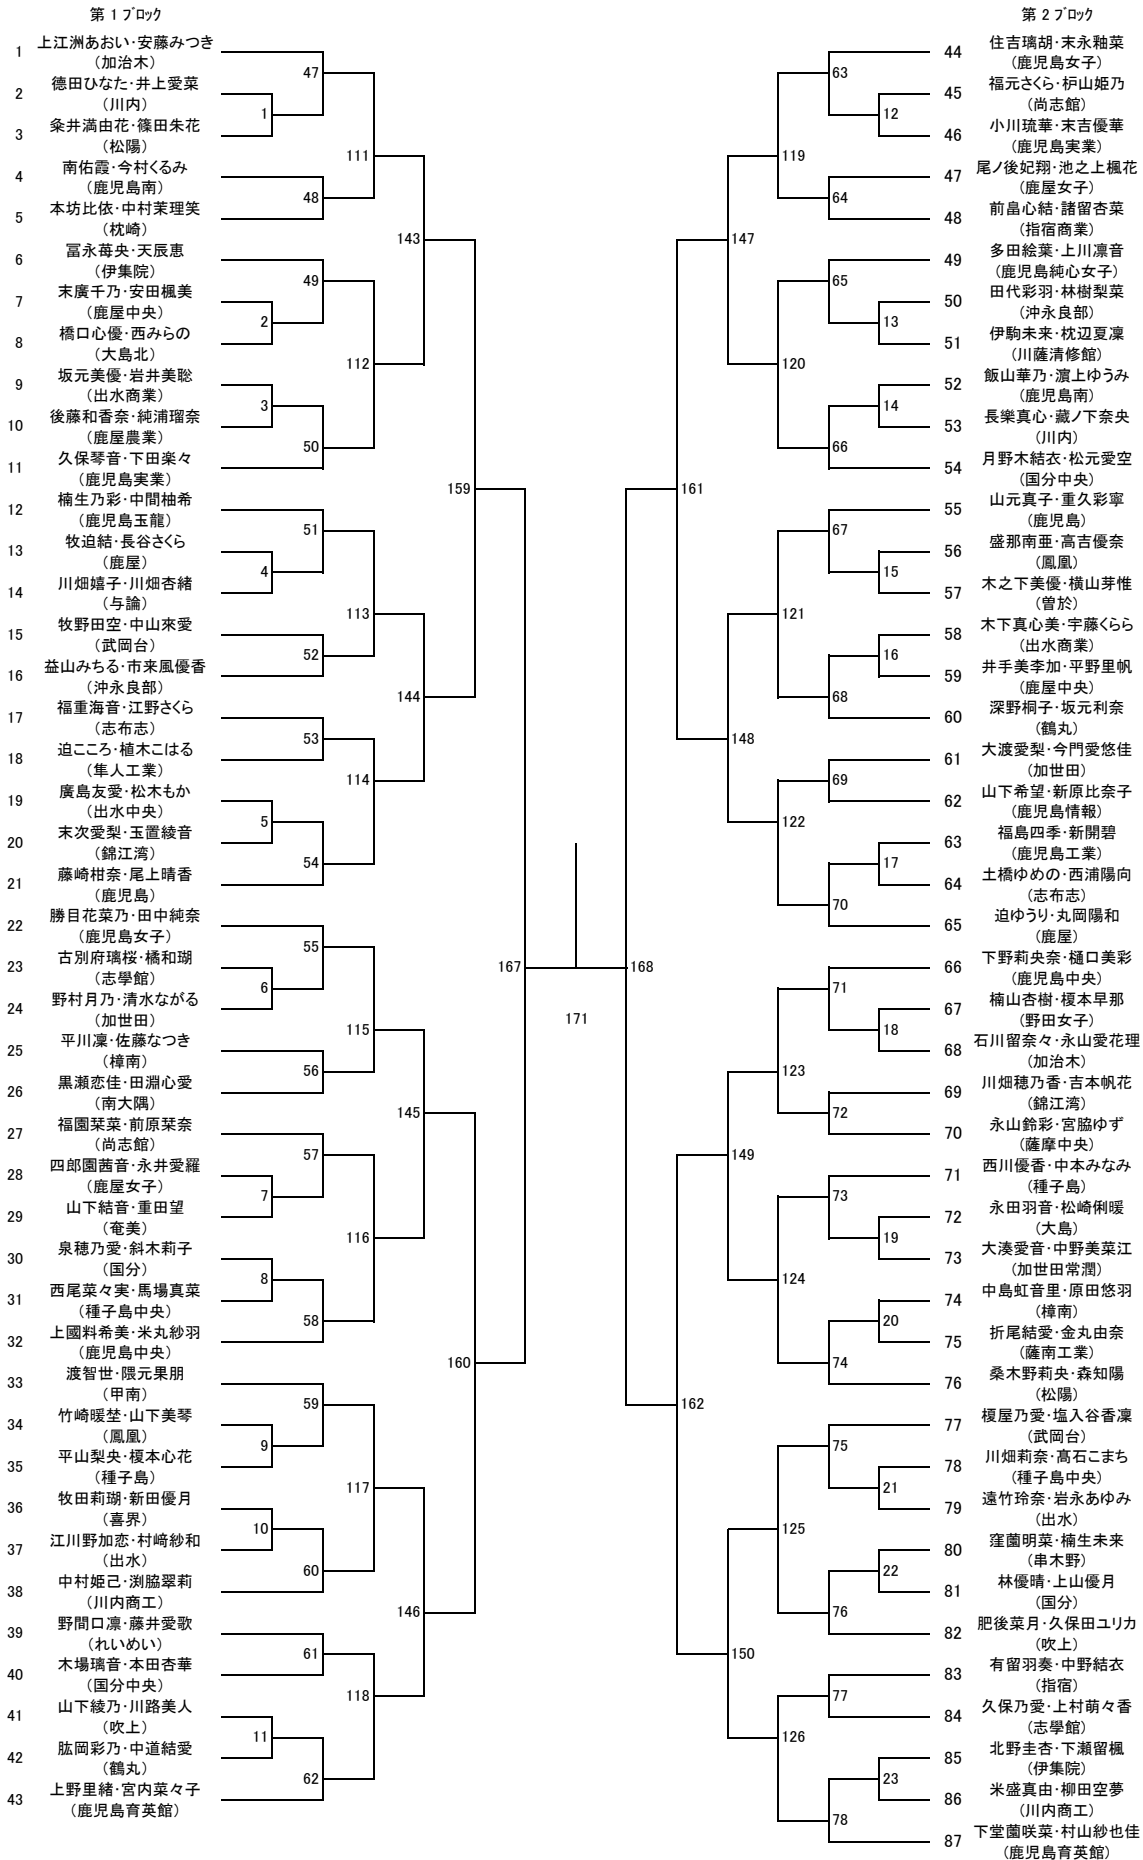 第１ブロック
1 上江洲あおい・安藤みつき
(加治木)
2 德田ひなた・井上愛菜
(川内)
3 粂井満由花・篠田朱花
(松陽)
4 南佑霞・今村くるみ
(鹿児島南)
5 本坊比依・中村茉理笑
(枕崎)
6 冨永苺央・天辰恵
(伊集院)
7 末廣千乃・安田楓美
(鹿屋中央)
8 橋口心優・西みらの
(大島北)
9 坂元美優・岩井美聡
(出水商業)
10 後藤和香奈・純浦瑠奈
(鹿屋農業)
11 久保琴音・下田楽々
(鹿児島実業)
12 楠生乃彩・中間柚希
(鹿児島玉龍)
13 牧迫結・長谷さくら
(鹿屋)
14 川畑嬉子・川畑杏緒
(与論)
15 牧野田空・中山來愛
(武岡台)
16 益山みちる・市来風優香
(沖永良部)
17 福重海音・江野さくら
(志布志)
18 迫こころ・植木こはる
(隼人工業)
19 廣島友愛・松木もか
(出水中央)
20 末次愛梨・玉置綾音
(錦江湾)
21 藤崎柑奈・尾上晴香
(鹿児島)
22 勝目花菜乃・田中純奈
(鹿児島女子)
23 古別府璃桜・橘和瑚
(志學館)
24 野村月乃・清水ながる
(加世田)
25 平川凜・佐藤なつき
(樟南)
26 黒瀬恋佳・田淵心愛
(南大隅)
27 福園栞菜・前原栞奈
(尚志館)
28 四郎園茜音・永井愛羅
(鹿屋女子)
29 山下結音・重田望
(奄美)
30 泉穂乃愛・斜木莉子
(国分)
31 西尾菜々実・馬場真菜
(種子島中央)
32 上國料希美・米丸紗羽
(鹿児島中央)
33 渡智世・隈元果朋
(甲南)
34 竹崎暖埜・山下美琴
(鳳凰)
35 平山梨央・榎本心花
(種子島)
36 牧田莉瑚・新田優月
(喜界)
37 江川野加恋・村﨑紗和
(出水)
38 中村姫己・渕脇翠莉
(川内商工)
39 野間口凛・藤井愛歌
(れいめい)
40 木場璃音・本田杏華
(国分中央)
41 山下綾乃・川路美人
(吹上)
42 肱岡彩乃・中道結愛
(鶴丸)
43 上野里緒・宮内菜々子
(鹿児島育英館)
1
2
3
4
5
6
7
8
9
10
11
47
48
49
50
51
52
53
54
55
56
57
58
59
60
61
62
111
112
113
114
115
116
117
118
143
144
145
146
159
160
167
171
168
161
162
147
148
149
150
119
120
121
122
123
124
125
126
63
64
65
66
67
68
69
70
71
72
73
74
75
76
77
78
12
13
14
15
16
17
18
19
20
21
22
23
第２ブロック
44 住吉璃胡・末永釉菜
(鹿児島女子)
45 福元さくら・枦山姫乃
(尚志館)
46 小川琉華・末吉優華
(鹿児島実業)
47 尾ノ後妃翔・池之上楓花
(鹿屋女子)
48 前畠心結・諸留杏菜
(指宿商業)
49 多田絵葉・上川凛音
(鹿児島純心女子)
50 田代彩羽・林樹梨菜
(沖永良部)
51 伊駒未来・枕辺夏凜
(川薩清修館)
52 飯山華乃・濵上ゆうみ
(鹿児島南)
53 長樂真心・藏ノ下奈央
(川内)
54 月野木結衣・松元愛空
(国分中央)
55 山元真子・重久彩寧
(鹿児島)
56 盛那南亜・高吉優奈
(鳳凰)
57 木之下美優・横山芽惟
(曽於)
58 木下真心美・宇藤くらら
(出水商業)
59 井手美李加・平野里帆
(鹿屋中央)
60 深野桐子・坂元利奈
(鶴丸)
61 大渡愛梨・今門愛悠佳
(加世田)
62 山下希望・新原比奈子
(鹿児島情報)
63 福島四季・新開碧
(鹿児島工業)
64 土橋ゆめの・西浦陽向
(志布志)
65 迫ゆうり・丸岡陽和
(鹿屋)
66 下野莉央奈・樋口美彩
(鹿児島中央)
67 楠山杏樹・榎本早那
(野田女子)
68 石川留奈々・永山愛花理
(加治木)
69 川畑穂乃香・吉本帆花
(錦江湾)
70 永山鈴彩・宮脇ゆず
(薩摩中央)
71 西川優香・中本みなみ
(種子島)
72 永田羽音・松崎俐暖
(大島)
73 大湊愛音・中野美菜江
(加世田常潤)
74 中島虹音里・原田悠羽
(樟南)
75 折尾結愛・金丸由奈
(薩南工業)
76 桑木野莉央・森知陽
(松陽)
77 榎屋乃愛・塩入谷香凜
(武岡台)
78 川畑莉奈・髙石こまち
(種子島中央)
79 遠竹玲奈・岩永あゆみ
(出水)
80 窪薗明菜・楠生未来
(串木野)
81 林優晴・上山優月
(国分)
82 肥後菜月・久保田ユリカ
(吹上)
83 有留羽奏・中野結衣
(指宿)
84 久保乃愛・上村萌々香
(志學館)
85 北野圭杏・下瀬留楓
(伊集院)
86 米盛真由・柳田空夢
(川内商工)
87 下堂薗咲菜・村山紗也佳
(鹿児島育英館)